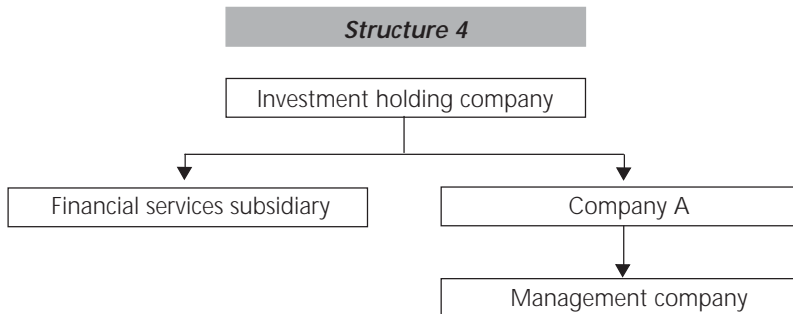 Structure 4
Investment holding company
Financial services subsidiary
Company A
Management company